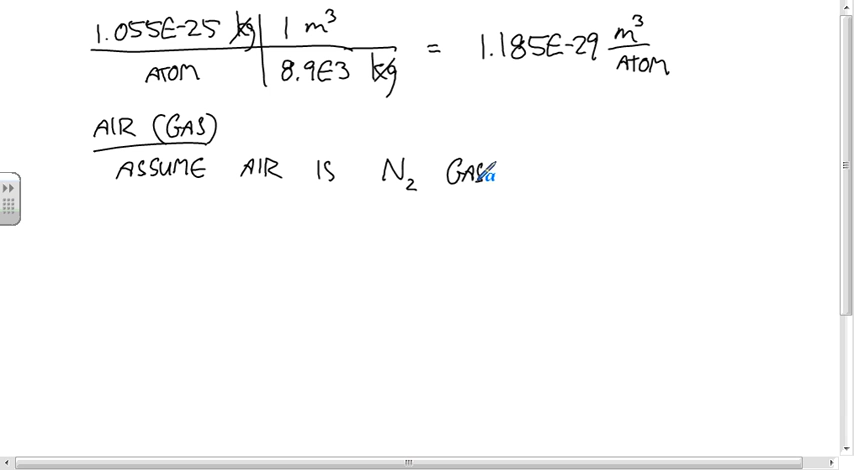 1.055E-25 kg | 1 m³
ATOM | 8.9E3 kg = 1.185E-29 m³/ATOM
AIR (GAS)
ASSUME AIR IS N₂ GAS